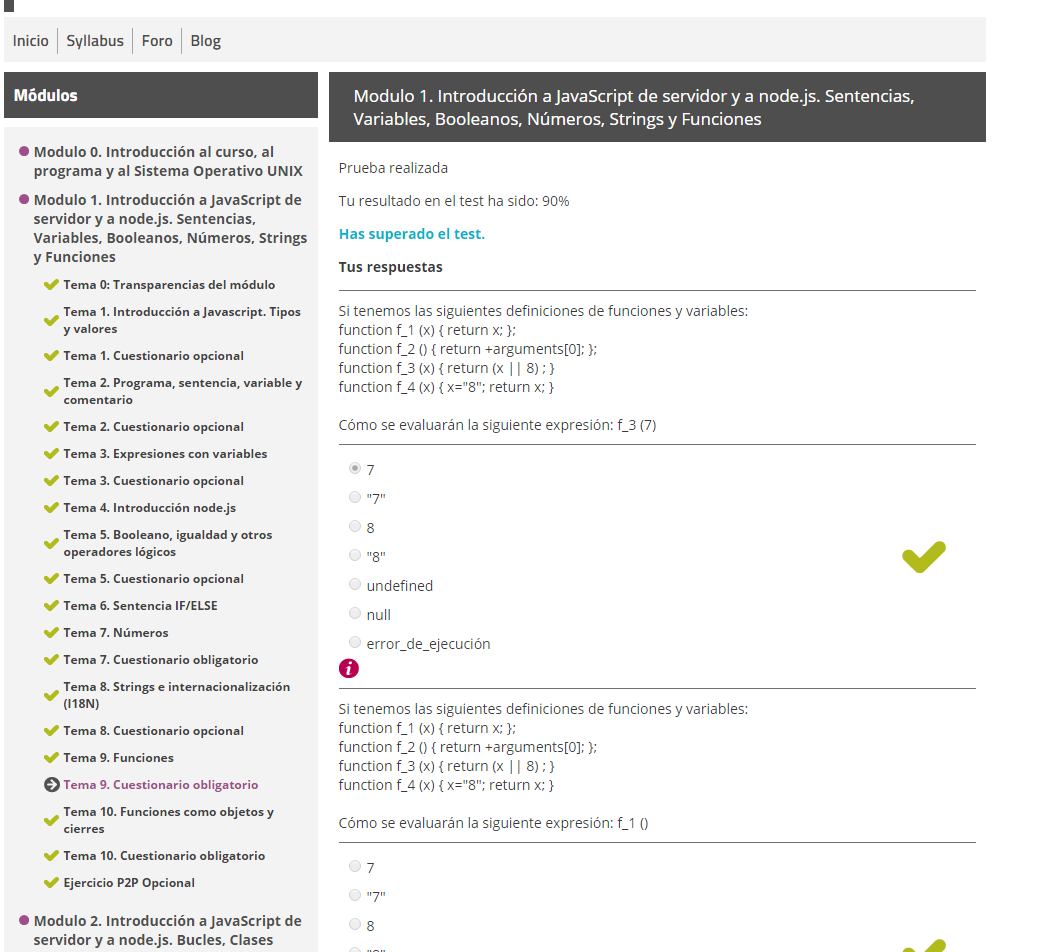 Inicio Syllabus Foro Blog
Módulos
Modulo 0. Introducción al curso, al
programa y al Sistema Operativo UNIX
Modulo 1. Introducción a JavaScript de
servidor y a node.js. Sentencias,
Variables, Booleanos, Números, Strings
y Funciones
Tema 0: Transparencias del módulo
Tema 1. Introducción a Javascript. Tipos
y valores
Tema 1. Cuestionario opcional
Tema 2. Programa, sentencia, variable y
comentario
Tema 2. Cuestionario opcional
Tema 3. Expresiones con variables
Tema 3. Cuestionario opcional
Tema 4. Introducción node.js
Tema 5. Booleano, igualdad y otros
operadores lógicos
Tema 5. Cuestionario opcional
Tema 6. Sentencia IF/ELSE
Tema 7. Números
Tema 7. Cuestionario obligatorio
Tema 8. Strings e internacionalización
(I18N)
Tema 8. Cuestionario opcional
Tema 9. Funciones
Tema 9. Cuestionario obligatorio
Tema 10. Funciones como objetos y
cierres
Tema 10. Cuestionario obligatorio
Ejercicio P2P Opcional
Modulo 2. Introducción a JavaScript de
servidor y a node.js. Bucles, Clases
Modulo 1. Introducción a JavaScript de servidor y a node.js. Sentencias,
Variables, Booleanos, Números, Strings y Funciones
Prueba realizada
Tu resultado en el test ha sido: 90%
Has superado el test.
Tus respuestas
Si tenemos las siguientes definiciones de funciones y variables:
function f_1 (x) { return x; };
function f_2 () { return +arguments[0]; };
function f_3 (x) { return (x || 8) ; }
function f_4 (x) { x="8"; return x; }
Cómo se evaluarán la siguiente expresión: f_3 (7)
7
"7"
8
"8"
undefined
null
error_de_ejecución
i
Si tenemos las siguientes definiciones de funciones y variables:
function f_1 (x) { return x; };
function f_2 () { return +arguments[0]; };
function f_3 (x) { return (x || 8) ; }
function f_4 (x) { x="8"; return x; }
Cómo se evaluarán la siguiente expresión: f_1 ()
7
"7"
8